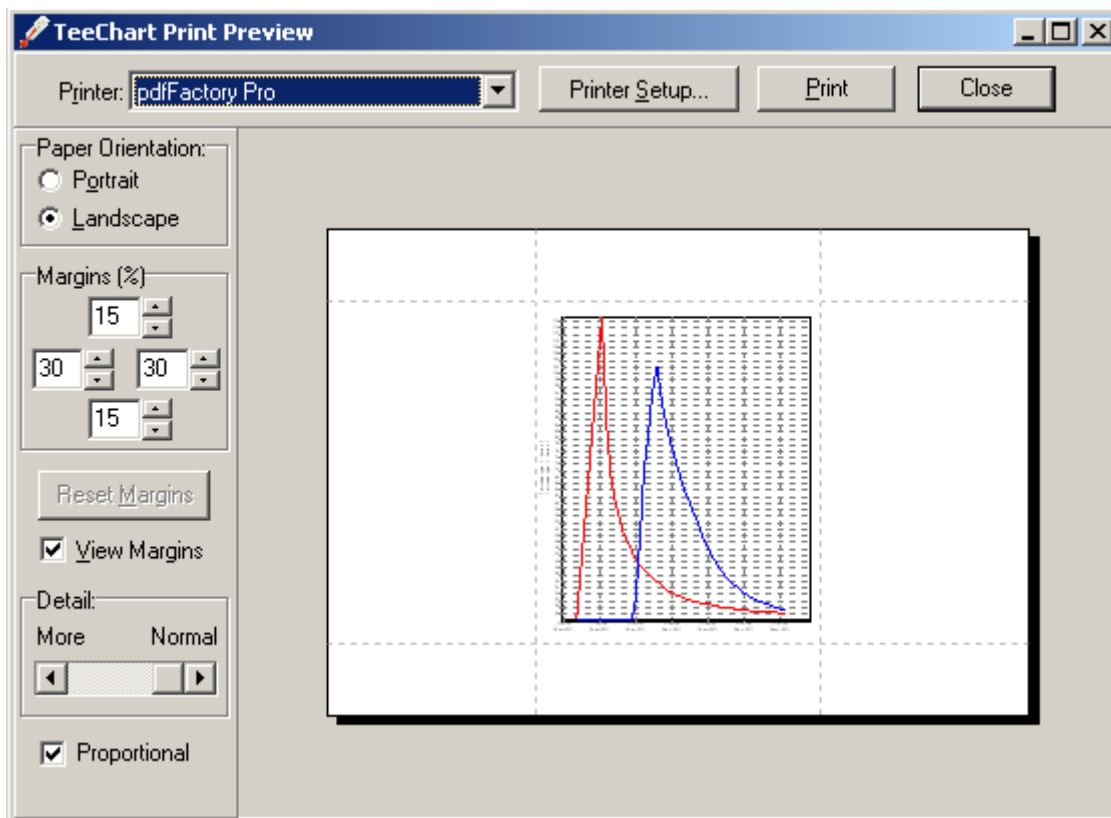 TeeChart Print Preview
Printer: pdfFactory Pro Printer Setup... Print Close
Paper Orientation:
Portrait
Landscape
Margins (%)
15
30 30
15
Reset Margins
View Margins
Detail:
More Normal
Proportional